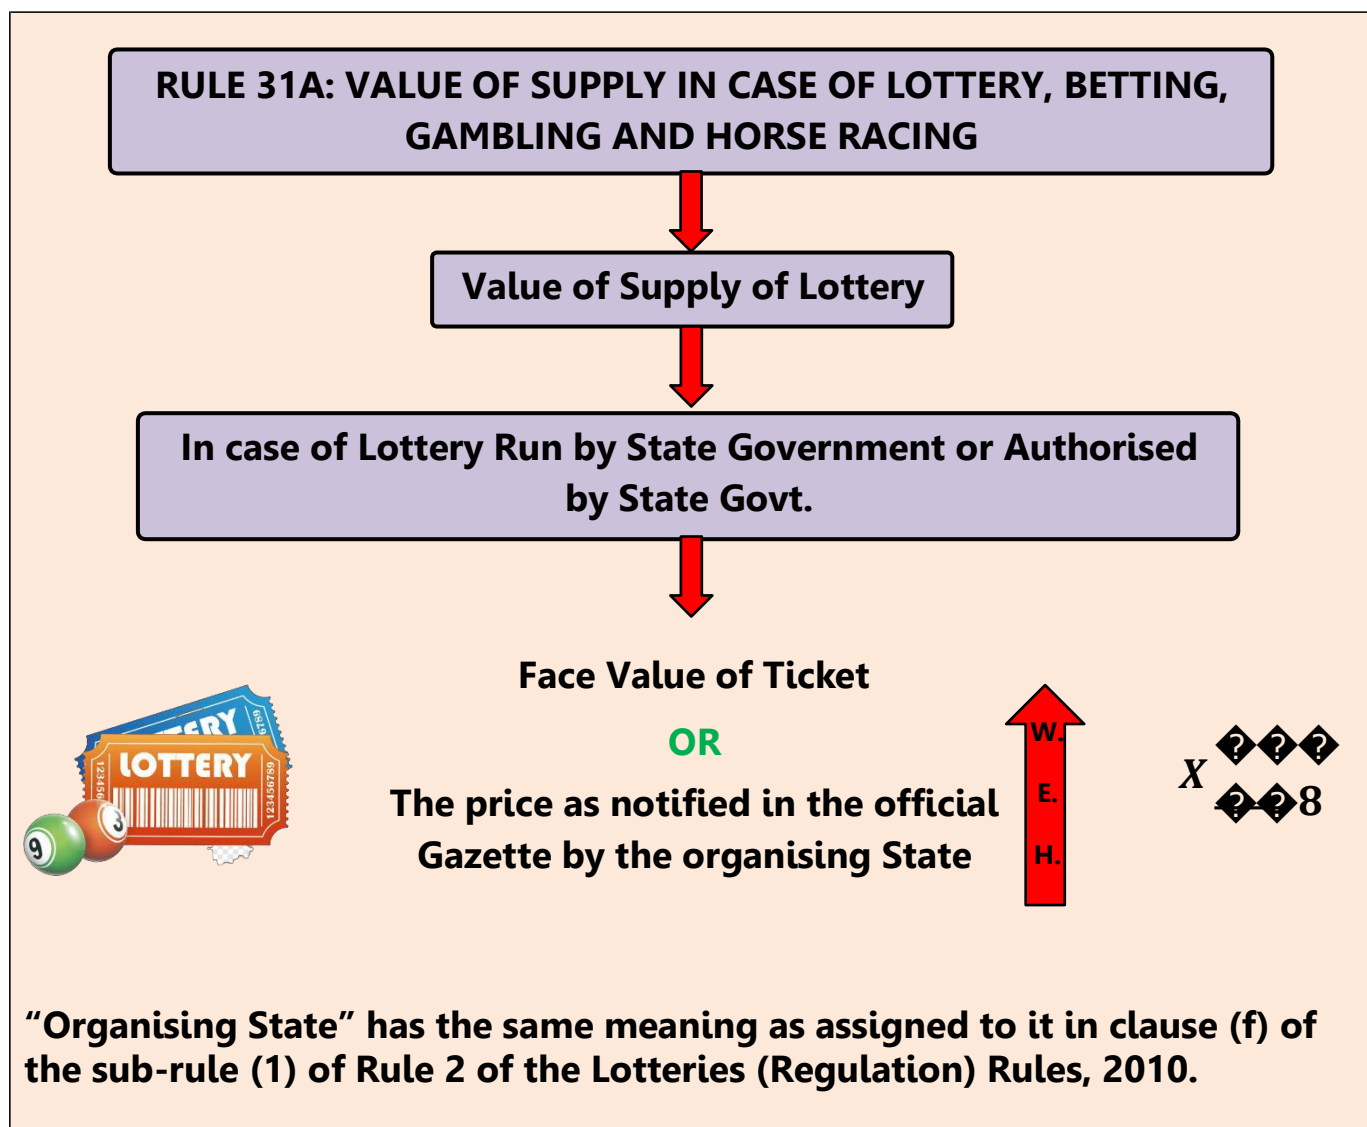 RULE 31A: VALUE OF SUPPLY IN CASE OF LOTTERY, BETTING,
GAMBLING AND HORSE RACING
Value of Supply of Lottery
In case of Lottery Run by State Government or Authorised
by State Govt.
Face Value of Ticket
OR
The price as notified in the official
Gazette by the organising State
W.
E.
H.
X ���
��8
LOTTERY
123456789
9
3
“Organising State” has the same meaning as assigned to it in clause (f) of
the sub-rule (1) of Rule 2 of the Lotteries (Regulation) Rules, 2010.